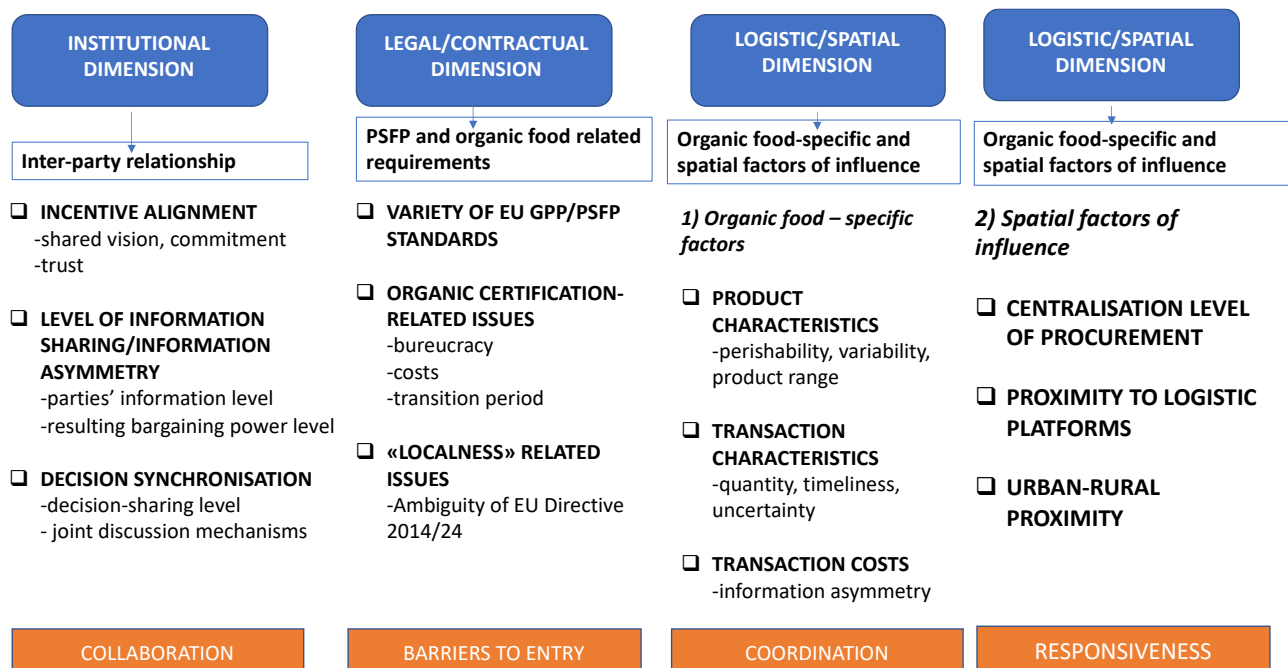 INSTITUTIONAL
DIMENSION
Inter-party relationship
❑ INCENTIVE ALIGNMENT
-shared vision, commitment
-trust
❑ LEVEL OF INFORMATION
SHARING/INFORMATION
ASYMMETRY
-parties’ information level
-resulting bargaining power level
❑ DECISION SYNCHRONISATION
-decision-sharing level
- joint discussion mechanisms
COLLABORATION
LEGAL/CONTRACTUAL
DIMENSION
PSFP and organic food related
requirements
❑ VARIETY OF EU GPP/PSFP
STANDARDS
❑ ORGANIC CERTIFICATION-
RELATED ISSUES
-bureucracy
-costs
-transition period
❑ «LOCALNESS» RELATED
ISSUES
-Ambiguity of EU Directive
2014/24
BARRIERS TO ENTRY
LOGISTIC/SPATIAL
DIMENSION
Organic food-specific and
spatial factors of influence
1) Organic food – specific
factors
❑ PRODUCT
CHARACTERISTICS
-perishability, variability,
product range
❑ TRANSACTION
CHARACTERISTICS
-quantity, timeliness,
uncertainty
❑ TRANSACTION COSTS
-information asymmetry
COORDINATION
LOGISTIC/SPATIAL
DIMENSION
Organic food-specific and
spatial factors of influence
2) Spatial factors of
influence
❑ CENTRALISATION LEVEL
OF PROCUREMENT
❑ PROXIMITY TO LOGISTIC
PLATFORMS
❑ URBAN-RURAL
PROXIMITY
RESPONSIVENESS